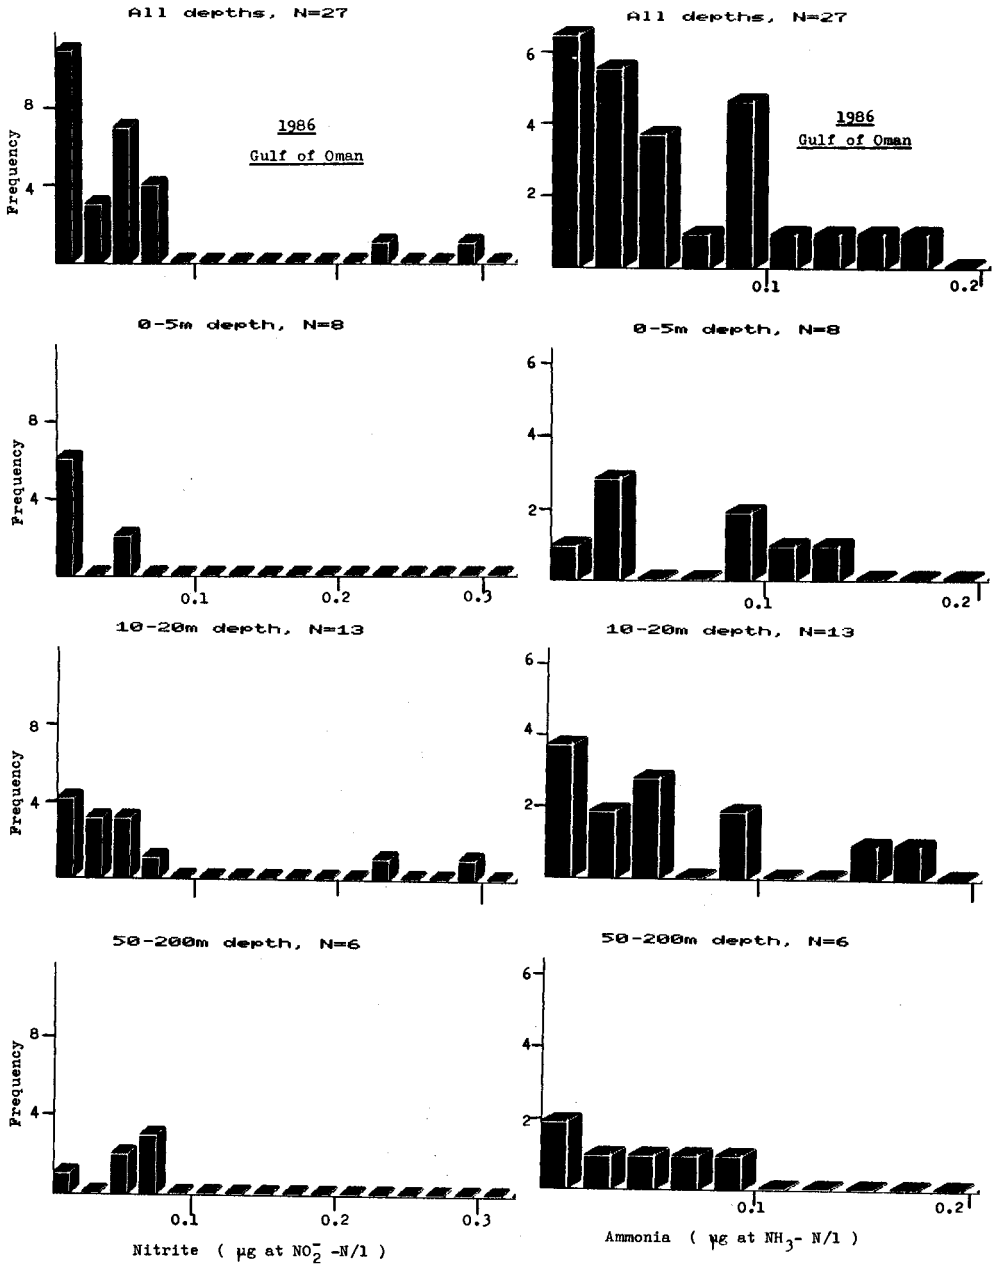 All depths, N=27
8
4
Frequency
1986
Gulf of Oman
All depths, N=27
6
4
2
1986
Gulf of Oman
0.1
0.2
0-5m depth, N=8
8
4
Frequency
0.1
0.2
0.3
0-5m depth, N=8
6
4
2
0.1
0.2
10-20m depth, N=13
8
4
Frequency
10-20m depth, N=13
6
4
2
50-200m depth, N=6
8
4
Frequency
0.1
0.2
0.3
Nitrite ( µg at NO₂⁻ -N/l )
50-200m depth, N=6
6
4
2
0.1
0.2
Ammonia ( µg at NH₃- N/l )